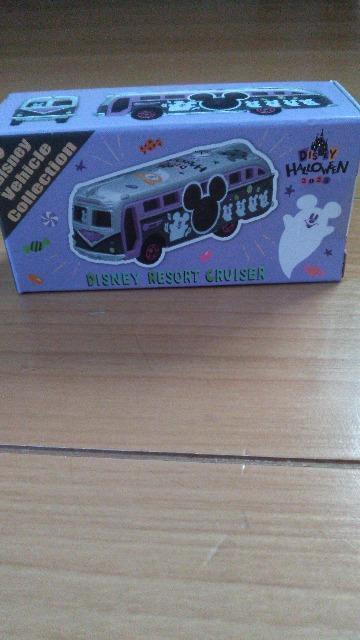 Disney
Vehicle
Collection
DISNEY
HALLOWEEN
DISNEY RESORT CRUISER